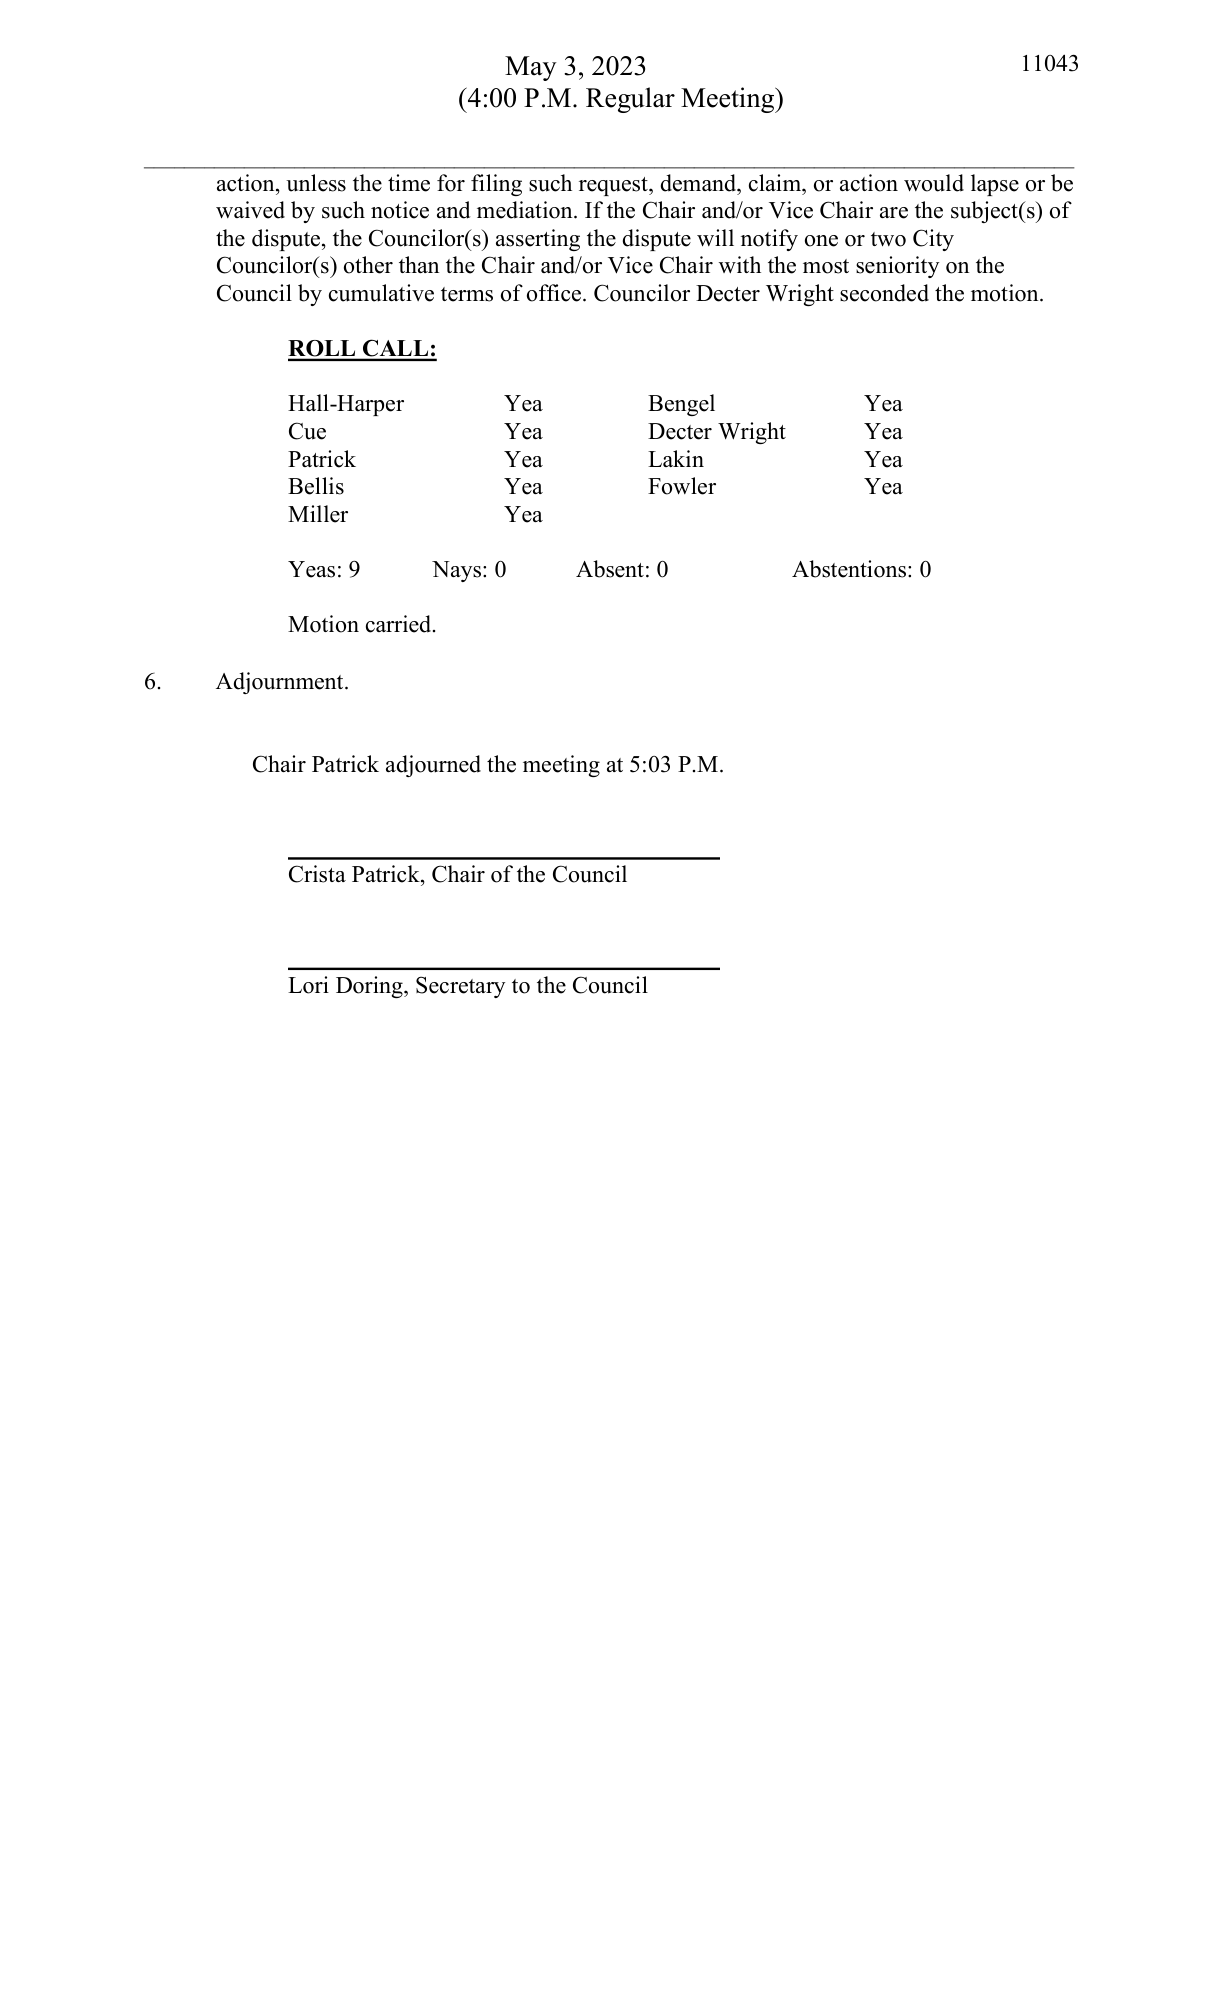 May 3, 2023 11043
(4:00 P.M. Regular Meeting)
action, unless the time for filing such request, demand, claim, or action would lapse or be
waived by such notice and mediation. If the Chair and/or Vice Chair are the subject(s) of
the dispute, the Councilor(s) asserting the dispute will notify one or two City
Councilor(s) other than the Chair and/or Vice Chair with the most seniority on the
Council by cumulative terms of office. Councilor Decter Wright seconded the motion.
ROLL CALL:
Hall-Harper Yea Bengel Yea
Cue Yea Decter Wright Yea
Patrick Yea Lakin Yea
Bellis Yea Fowler Yea
Miller Yea
Yeas: 9 Nays: 0 Absent: 0 Abstentions: 0
Motion carried.
6. Adjournment.
Chair Patrick adjourned the meeting at 5:03 P.M.
Crista Patrick, Chair of the Council
Lori Doring, Secretary to the Council